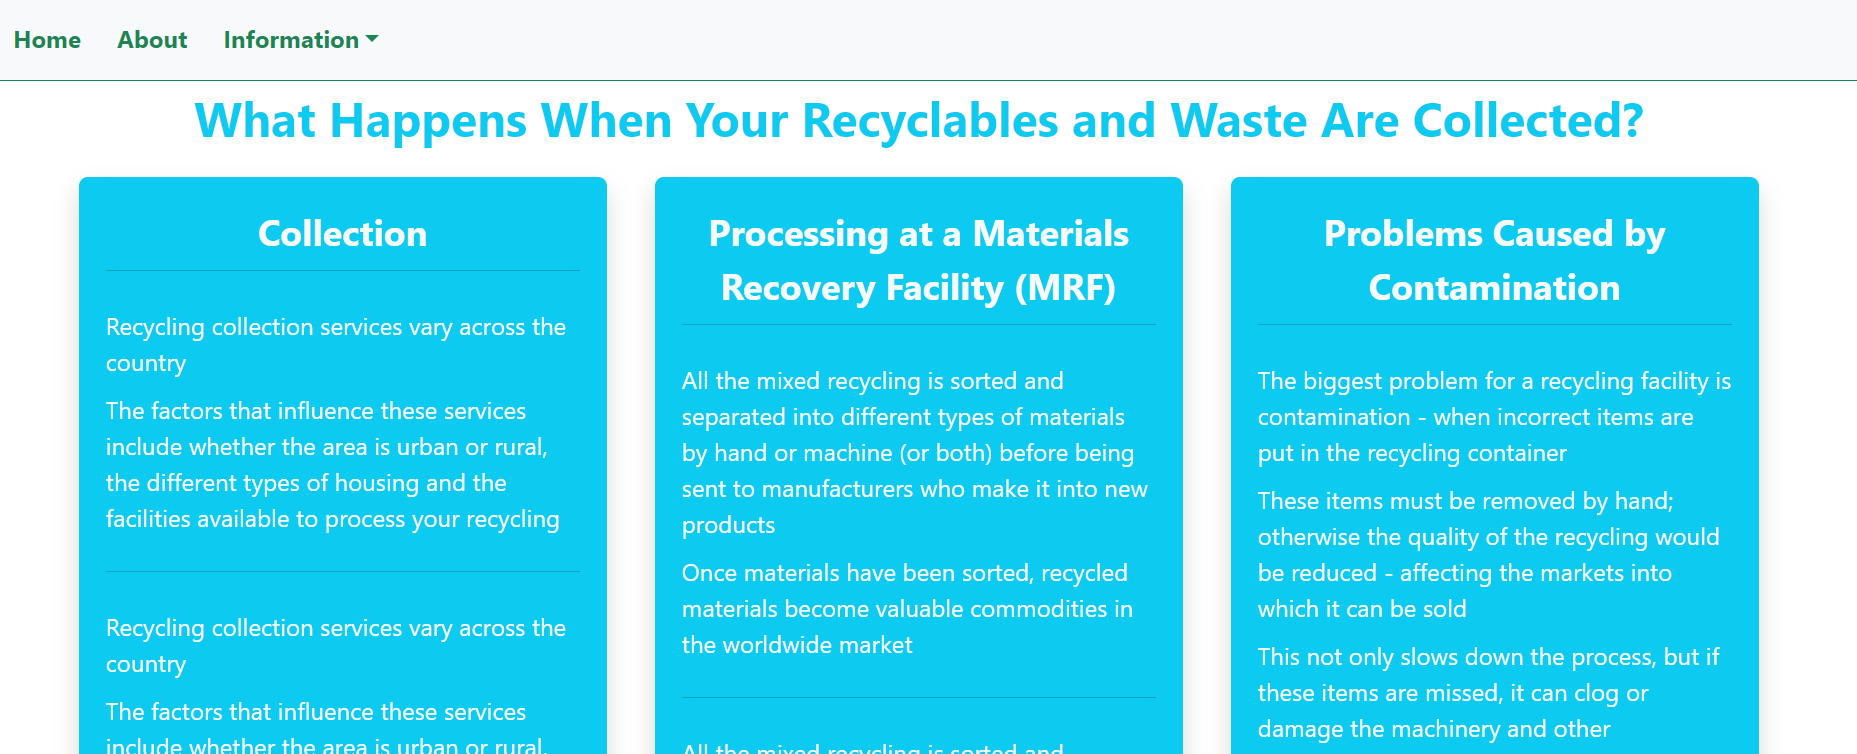 Home About Information
What Happens When Your Recyclables and Waste Are Collected?
Collection
Recycling collection services vary across the
country
The factors that influence these services
include whether the area is urban or rural,
the different types of housing and the
facilities available to process your recycling
Recycling collection services vary across the
country
The factors that influence these services
include whether the area is urban or rural,
Processing at a Materials
Recovery Facility (MRF)
All the mixed recycling is sorted and
separated into different types of materials
by hand or machine (or both) before being
sent to manufacturers who make it into new
products
Once materials have been sorted, recycled
materials become valuable commodities in
the worldwide market
All the mixed recycling is sorted and
Problems Caused by
Contamination
The biggest problem for a recycling facility is
contamination - when incorrect items are
put in the recycling container
These items must be removed by hand;
otherwise the quality of the recycling would
be reduced - affecting the markets into
which it can be sold
This not only slows down the process, but if
these items are missed, it can clog or
damage the machinery and other